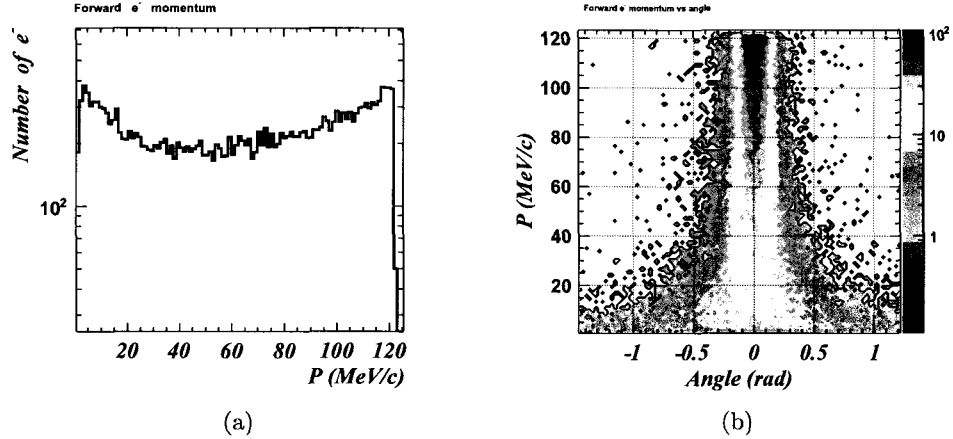 Forward e⁻ momentum
Number of e⁻
10²
20 40 60 80 100 120
P (MeV/c)
(a)
Forward e⁻ momentum vs angle
P (MeV/c)
120
100
80
60
40
20
-1 -0.5 0 0.5 1
Angle (rad)
10²
10
1
(b)